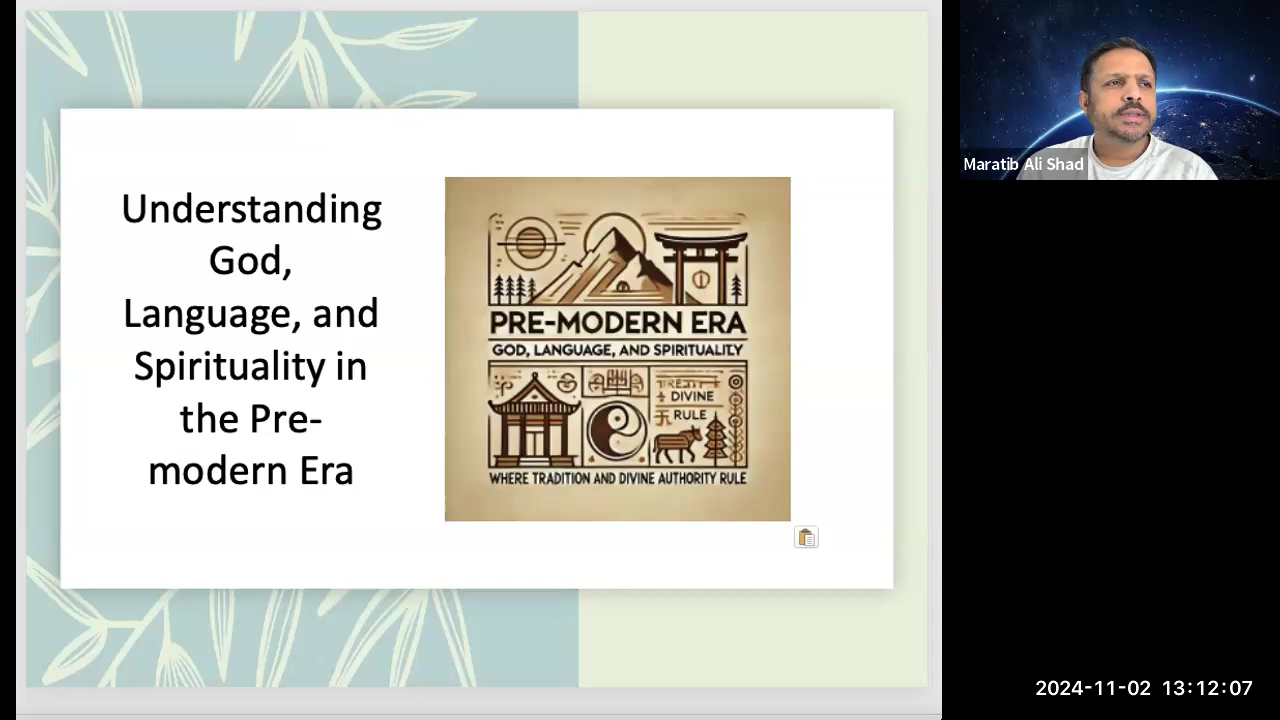 Understanding
God,
Language, and
Spirituality in
the Pre-
modern Era
PRE-MODERN ERA
GOD, LANGUAGE, AND SPIRITUALITY
DIVINE
RULE
WHERE TRADITION AND DIVINE AUTHORITY RULE
Maratib Ali Shad
2024-11-02 13:12:07